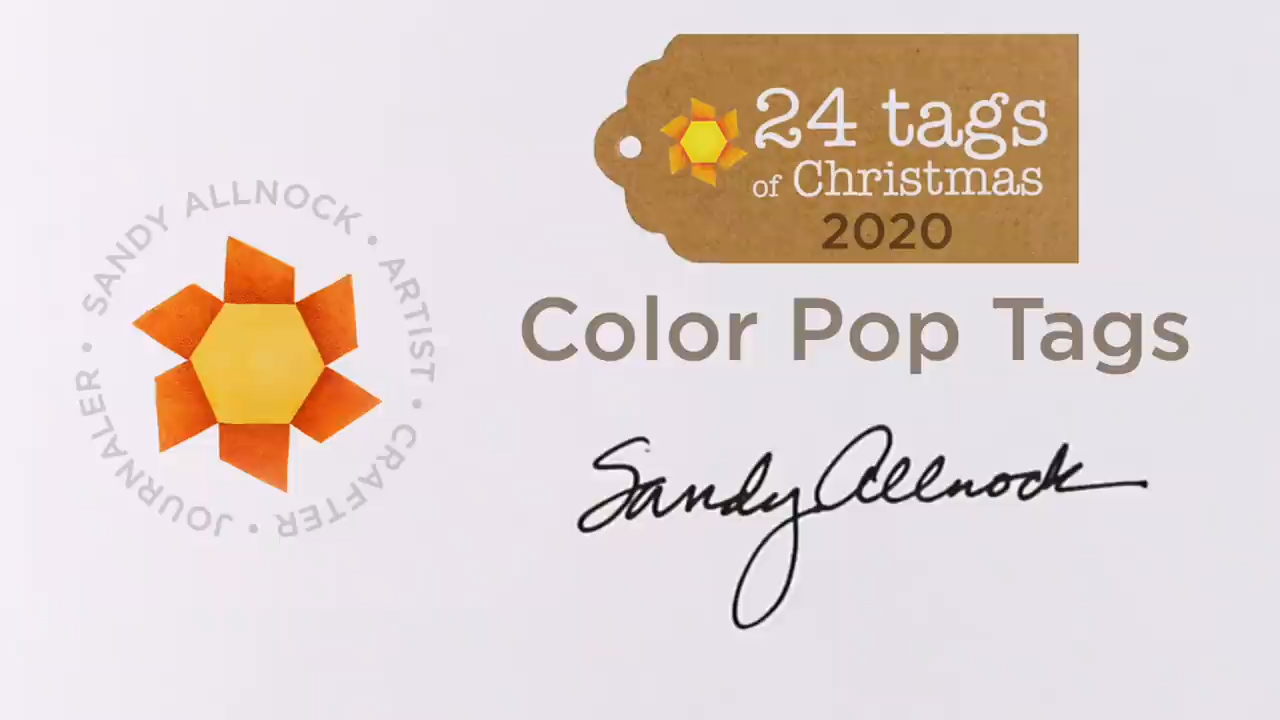 SANDY ALLNOCK • ARTIST • CRAFTER • JOURNALER •
24 tags
of Christmas
2020
Color Pop Tags
Sandy Allnock